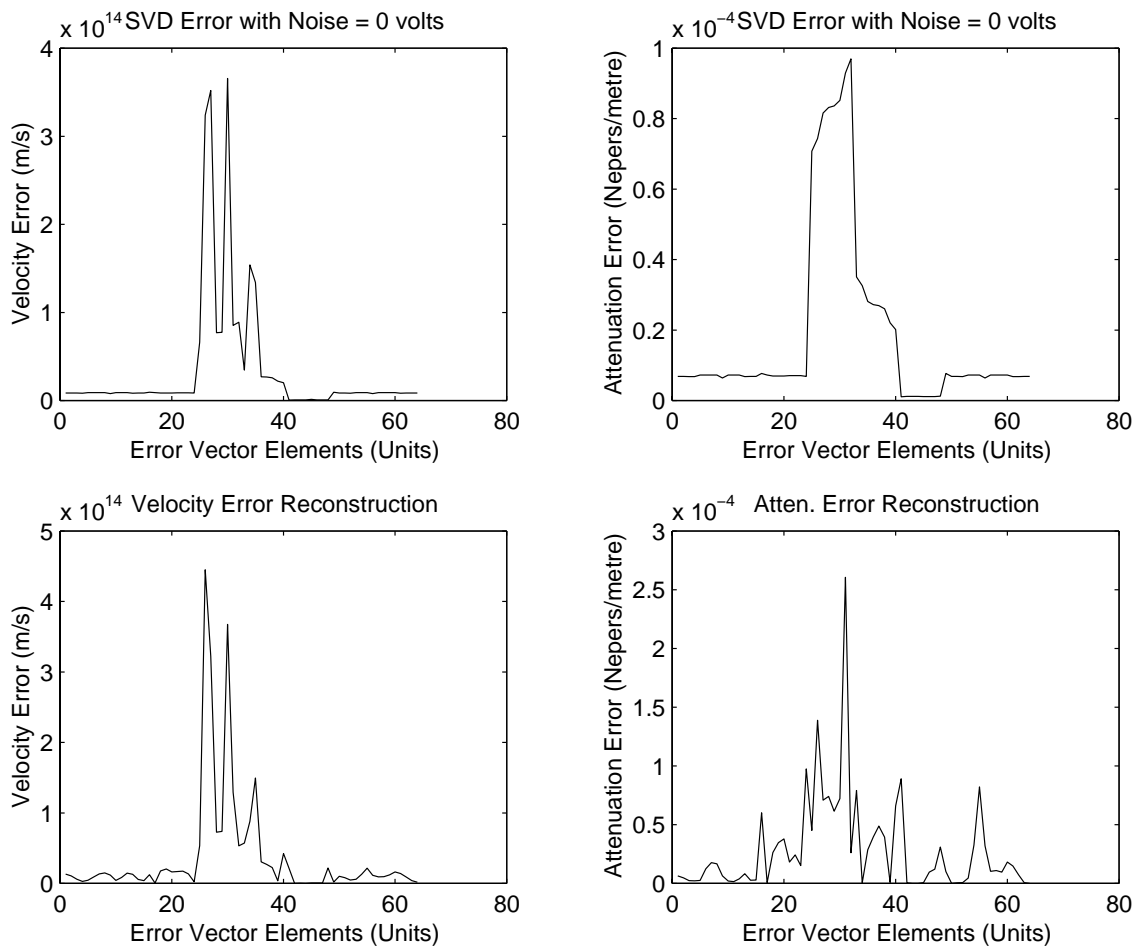 x 10^14 SVD Error with Noise = 0 volts
4
3
2
1
0
Velocity Error (m/s)
0 20 40 60 80
Error Vector Elements (Units)
x 10^−4 SVD Error with Noise = 0 volts
1
0.8
0.6
0.4
0.2
0
Attenuation Error (Nepers/metre)
0 20 40 60 80
Error Vector Elements (Units)
x 10^14 Velocity Error Reconstruction
5
4
3
2
1
0
Velocity Error (m/s)
0 20 40 60 80
Error Vector Elements (Units)
x 10^−4 Atten. Error Reconstruction
3
2.5
2
1.5
1
0.5
0
Attenuation Error (Nepers/metre)
0 20 40 60 80
Error Vector Elements (Units)